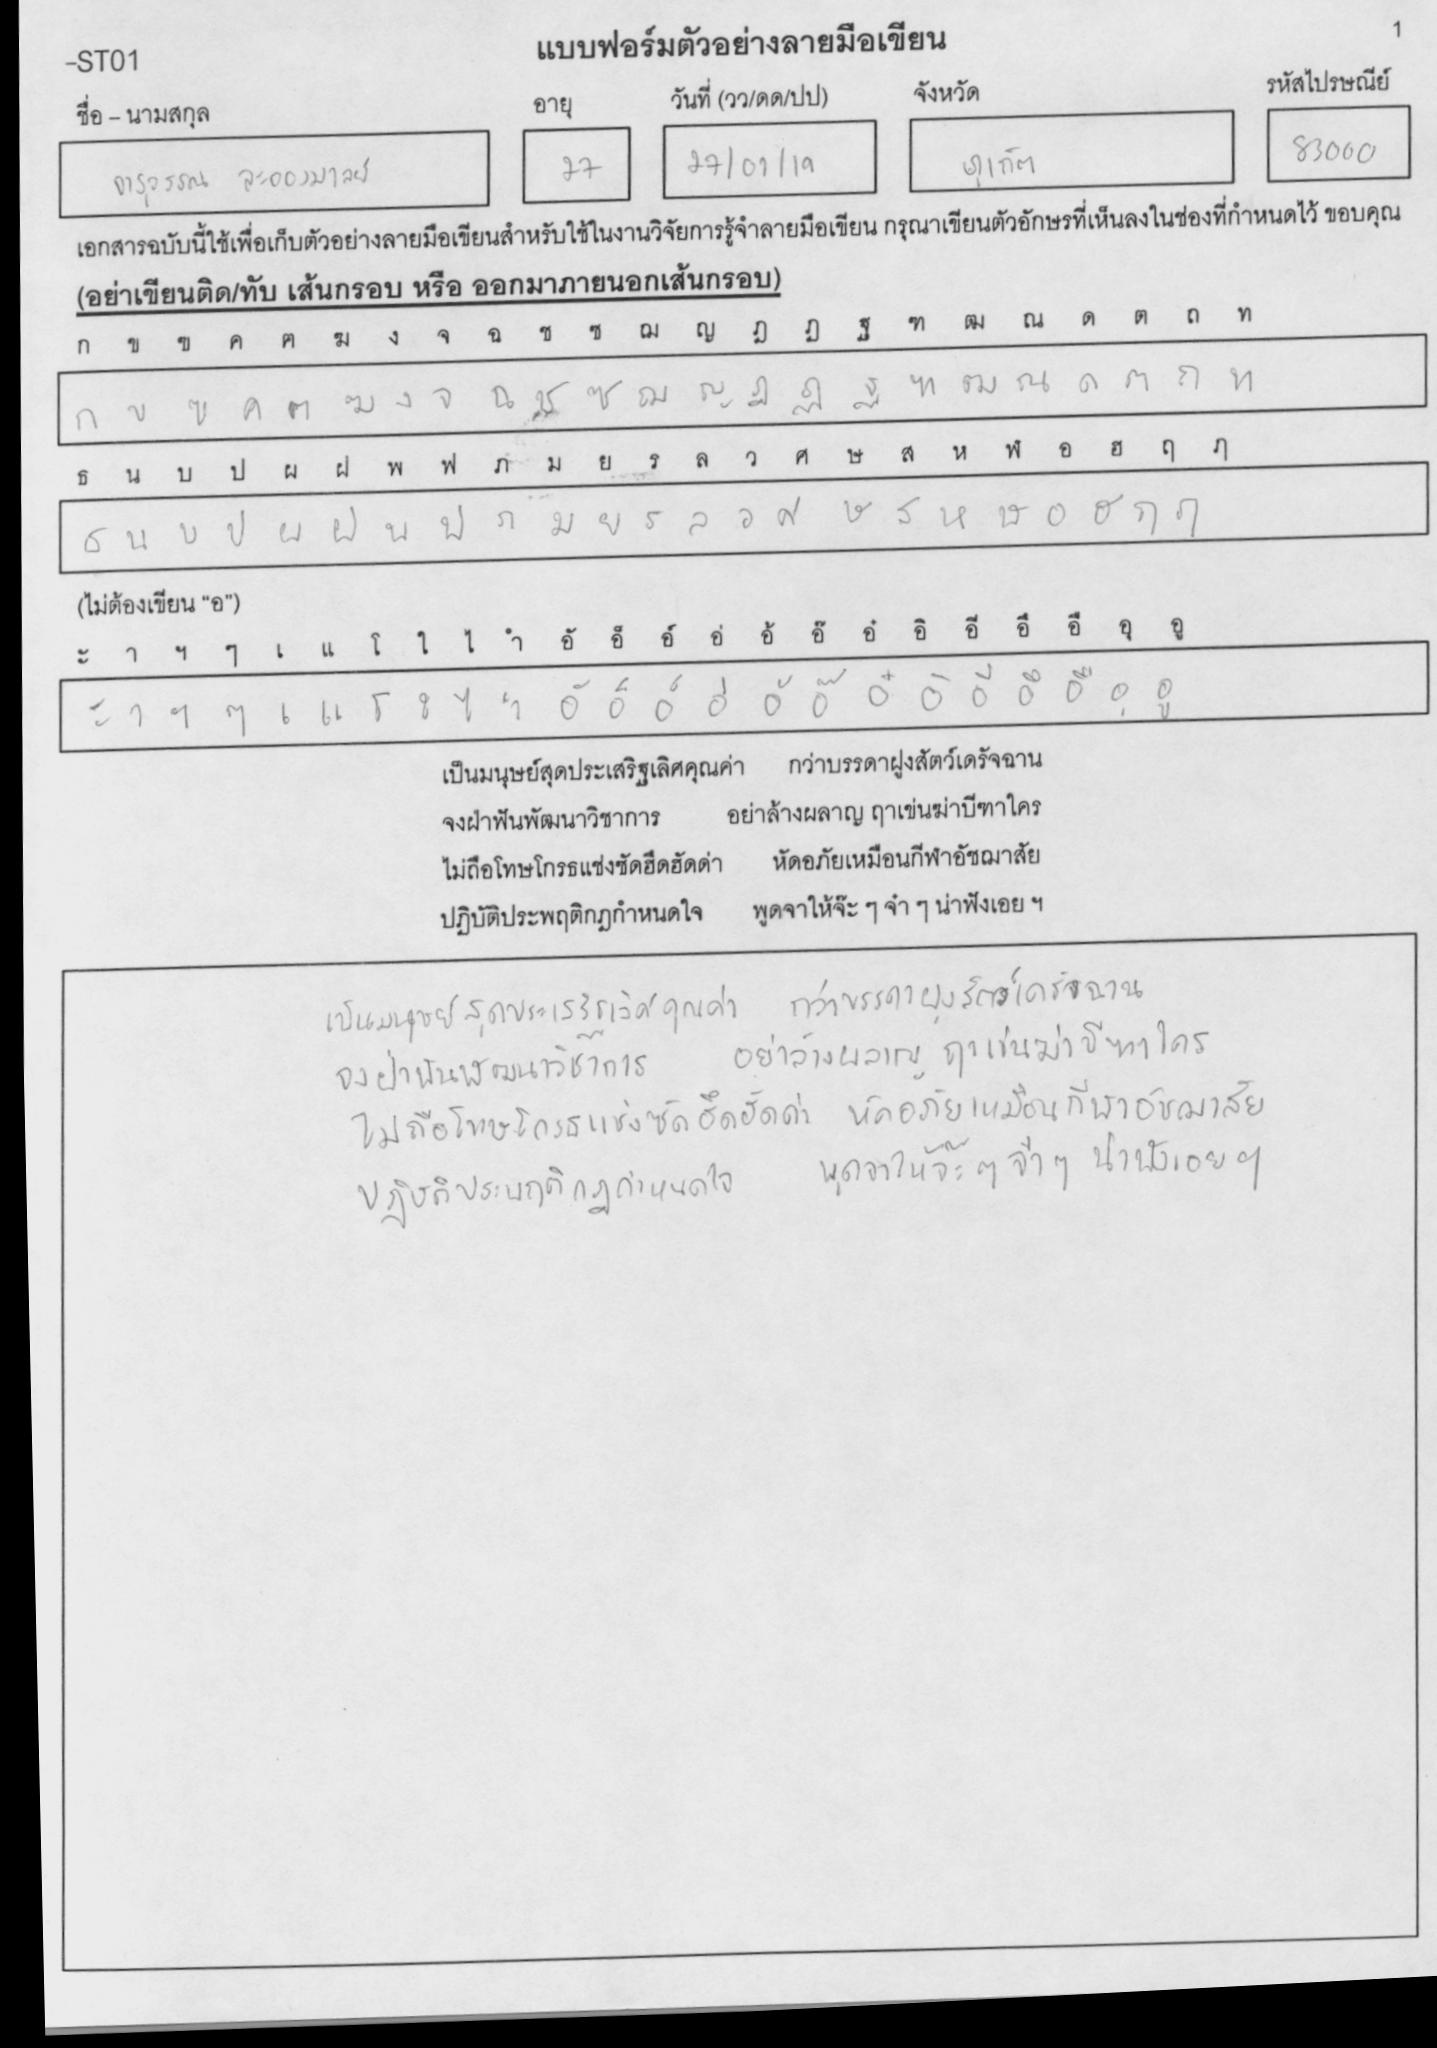 -ST01
แบบฟอร์มตัวอย่างลายมือเขียน
1
ชื่อ – นามสกุล อายุ วันที่ (วว/ดด/ปป) จังหวัด รหัสไปรษณีย์
จารุวรรณ ละอองมาลย์ 27 27/01/19 ภูเก็ต 83000
เอกสารฉบับนี้ใช้เพื่อเก็บตัวอย่างลายมือเขียนสำหรับใช้ในงานวิจัยการรู้จำลายมือเขียน กรุณาเขียนตัวอักษรที่เห็นลงในช่องที่กำหนดไว้ ขอบคุณ
(อย่าเขียนติด/ทับ เส้นกรอบ หรือ ออกมาภายนอกเส้นกรอบ)
ก ข ฃ ค ฅ ฆ ง จ ฉ ช ซ ฌ ญ ฎ ฏ ฐ ฑ ฒ ณ ด ต ถ ท
ก ข ฃ ค ฅ ฆ ง จ ฉ ช ซ ฌ ญ ฎ ฏ ฐ ฑ ฒ ณ ด ต ถ ท
ธ น บ ป ผ ฝ พ ฟ ภ ม ย ร ล ว ศ ษ ส ห ฬ อ ฮ ฤ ฦ
ธ น บ ป ผ ฝ พ ฟ ภ ม ย ร ล ว ศ ษ ส ห ฬ อ ฮ ฤ ฦ
(ไม่ต้องเขียน “อ”)
ะ า ฯ ๆ เ แ โ ใ ไ ำ อั อ็ อ์ อ่ อ้ อ๊ อ๋ อิ อี อึ อื อุ อู
ะ า ฯ ๆ เ แ โ ใ ไ ำ อั อ็ อ์ อ่ อ้ อ๊ อ๋ อิ อี อึ อื อุ อู
เป็นมนุษย์สุดประเสริฐเลิศคุณค่า กว่าบรรดาฝูงสัตว์เดรัจฉาน
จงฝ่าฟันพัฒนาวิชาการ อย่าล้างผลาญ ฤาเข่นฆ่าบีฑาใคร
ไม่ถือโทษโกรธแช่งซัดฮึดฮัดด่า หัดอภัยเหมือนกีฬาอัชฌาสัย
ปฏิบัติประพฤติกฎกำหนดใจ พูดจาให้จ๊ะ ๆ จ๋า ๆ น่าฟังเอย ฯ
เป็นมนุษย์สุดประเสริฐเลิศคุณค่า กว่าบรรดาฝูงสัตว์เดรัจฉาน
จงฝ่าฟันพัฒนาวิชาการ อย่าล้างผลาญ ฤาเข่นฆ่าบีฑาใคร
ไม่ถือโทษโกรธแช่งซัดฮึดฮัดด่า หัดอภัยเหมือนกีฬาอัชฌาสัย
ปฏิบัติประพฤติกฎกำหนดใจ พูดจาให้จ๊ะ ๆ จ๋า ๆ น่าฟังเอย ฯ